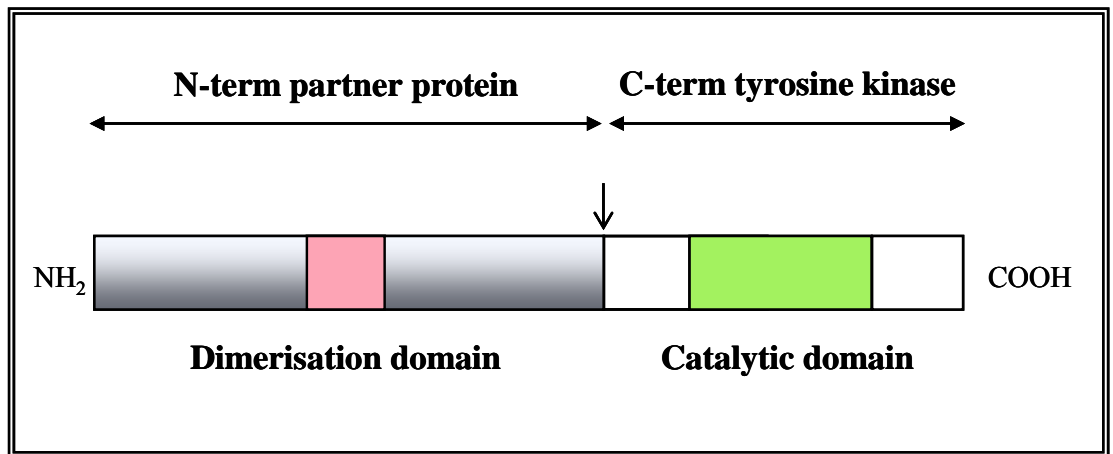 N-term partner protein
C-term tyrosine kinase
NH2
COOH
Dimerisation domain
Catalytic domain